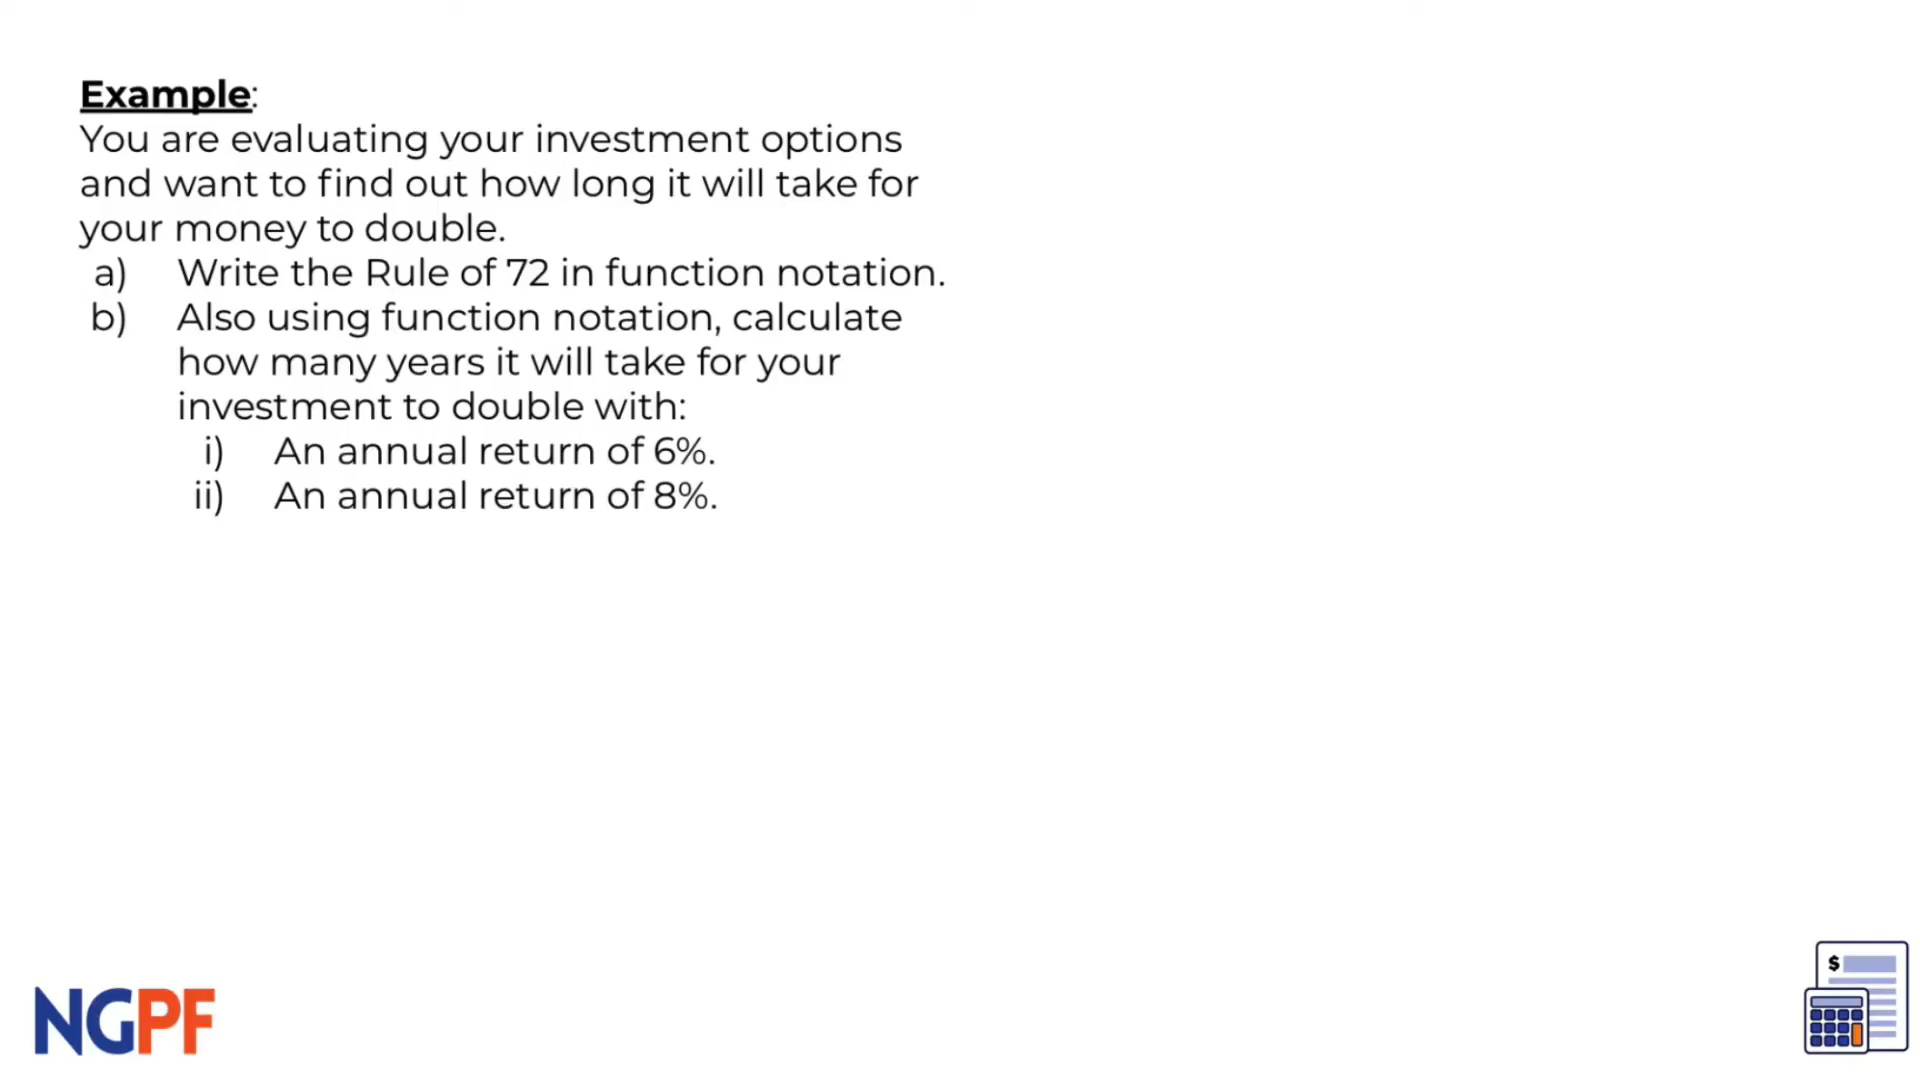 Example:
You are evaluating your investment options
and want to find out how long it will take for
your money to double.
a) Write the Rule of 72 in function notation.
b) Also using function notation, calculate
how many years it will take for your
investment to double with:
i) An annual return of 6%.
ii) An annual return of 8%.
$
NGPF